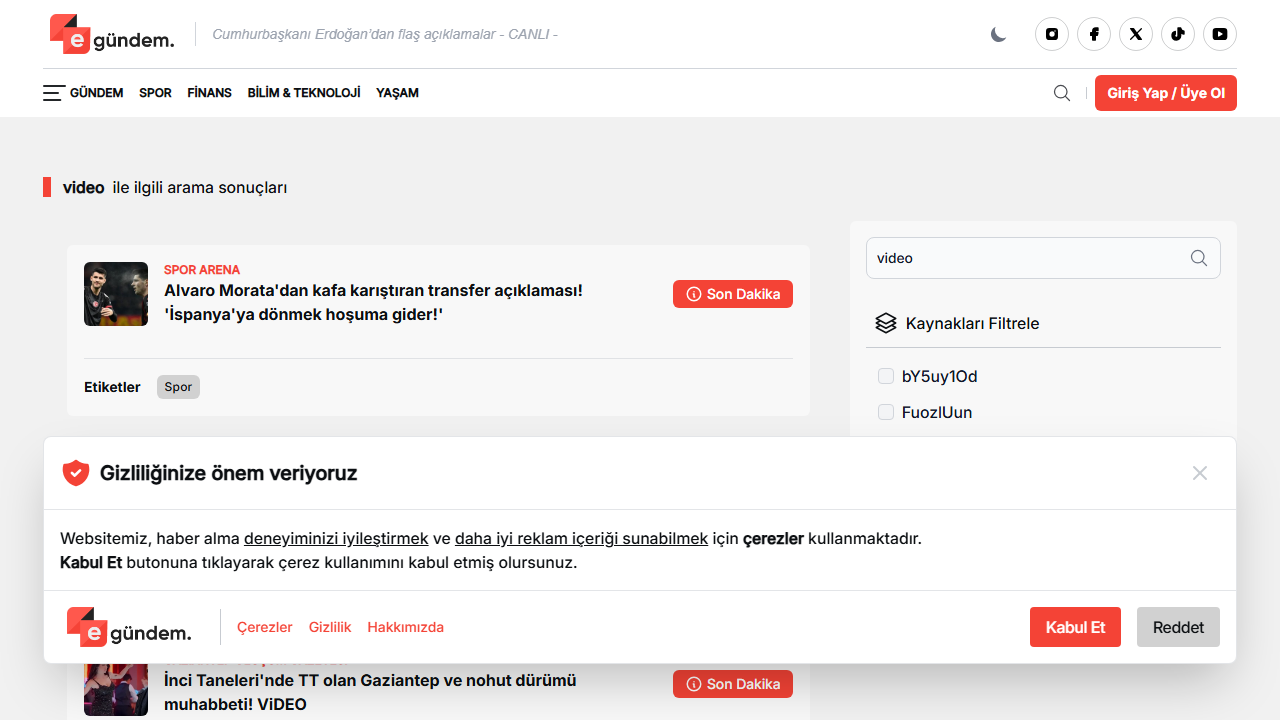 e gündem.
Cumhurbaşkanı Erdoğan'dan flaş açıklamalar - CANLI -
GÜNDEM SPOR FİNANS BİLİM & TEKNOLOJİ YAŞAM
Giriş Yap / Üye Ol
video ile ilgili arama sonuçları
SPOR ARENA
Alvaro Morata'dan kafa karıştıran transfer açıklaması!
'İspanya'ya dönmek hoşuma gider!'
Son Dakika
Etiketler Spor
video
Kaynakları Filtrele
bY5uy1Od
FuozlUun
Gizliliğinize önem veriyoruz
Websitemiz, haber alma deneyiminizi iyileştirmek ve daha iyi reklam içeriği sunabilmek için çerezler kullanmaktadır.
Kabul Et butonuna tıklayarak çerez kullanımını kabul etmiş olursunuz.
e gündem.
Çerezler Gizlilik Hakkımızda
Kabul Et Reddet
İnci Taneleri'nde TT olan Gaziantep ve nohut dürümü
muhabbeti! ViDEO
Son Dakika